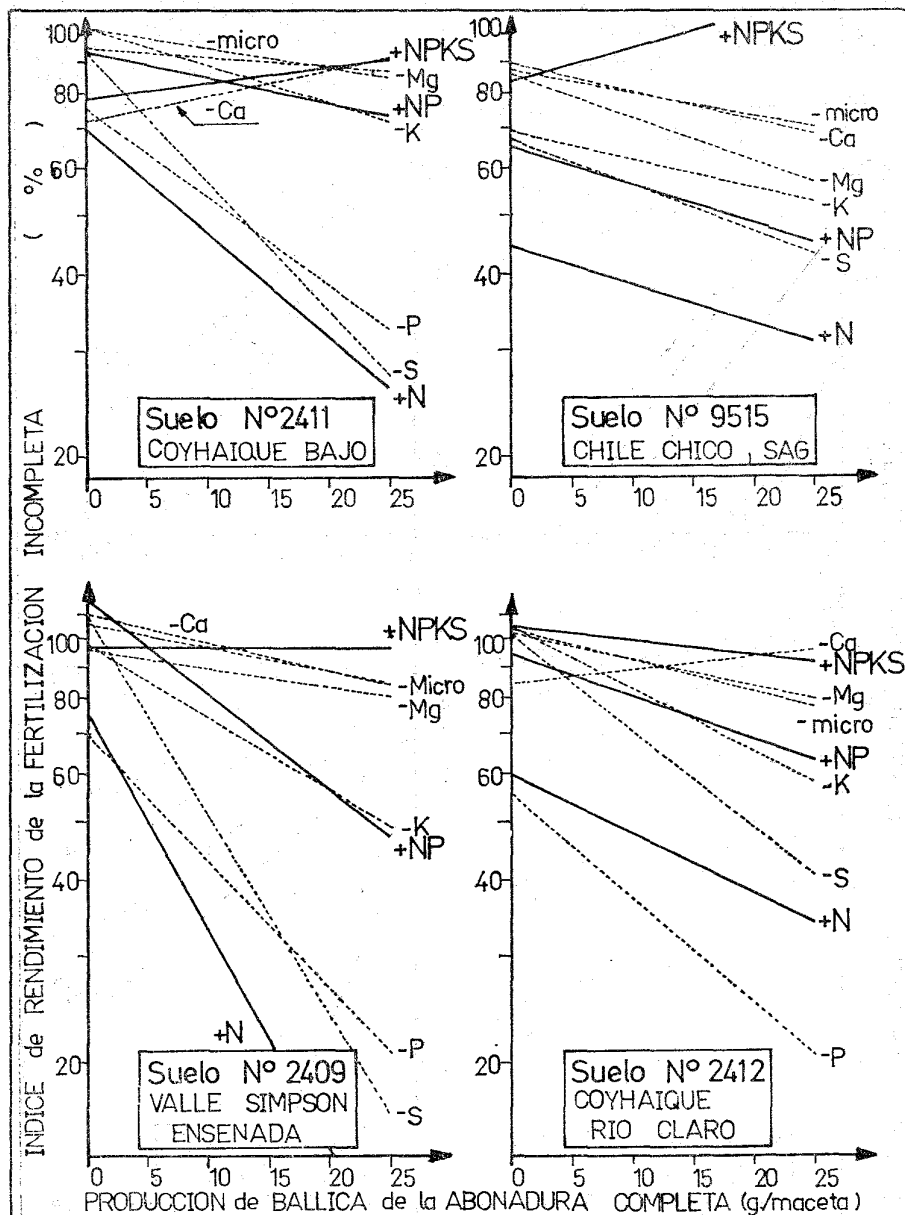 INDICE de RENDIMIENTO de la FERTILIZACION INCOMPLETA ( % )
100
80
60
40
20
-micro
+NPKS
-Mg
-Ca
+NP
-K
-P
-S
+N
Suelo Nº2411
COYHAIQUE BAJO
0 5 10 15 20 25
100
80
60
40
20
+NPKS
-micro
-Ca
-Mg
-K
+NP
-S
+N
Suelo Nº 9515
CHILE CHICO, SAG
0 5 10 15 20 25
100
80
60
40
20
-Ca
+NPKS
-Micro
-Mg
-K
+NP
+N
-P
-S
Suelo Nº 2409
VALLE SIMPSON
ENSENADA
0 5 10 15 20 25
100
80
60
40
20
-Ca
+NPKS
-Mg
-micro
+NP
-K
-S
+N
-P
Suelo Nº 2412
COYHAIQUE
RIO CLARO
0 5 10 15 20 25
PRODUCCION de BALLICA de la ABONADURA COMPLETA (g/maceta)